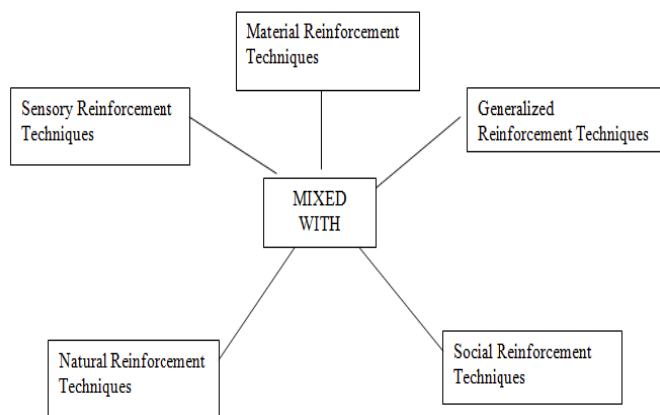 Material Reinforcement
Techniques
Sensory Reinforcement
Techniques
Generalized
Reinforcement Techniques
MIXED
WITH
Natural Reinforcement
Techniques
Social Reinforcement
Techniques